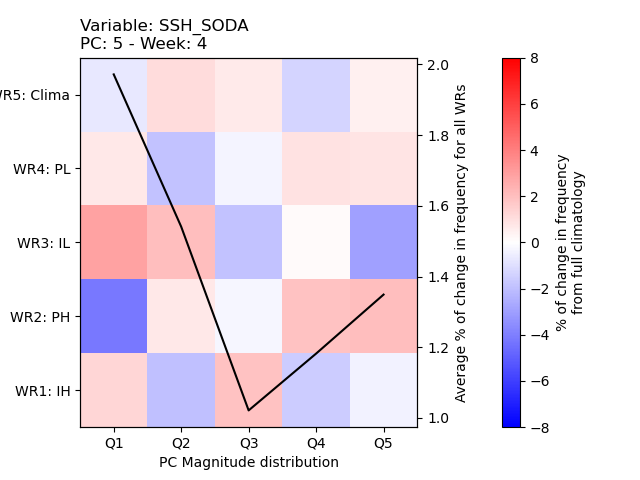 Variable: SSH_SODA
PC: 5 - Week: 4
WR5: Clima
WR4: PL
WR3: IL
WR2: PH
WR1: IH
Q1
Q2
Q3
Q4
Q5
PC Magnitude distribution
2.0
1.8
1.6
1.4
1.2
1.0
Average % of change in frequency for all WRs
8
6
4
2
0
−2
−4
−6
−8
% of change in frequency
from full climatology